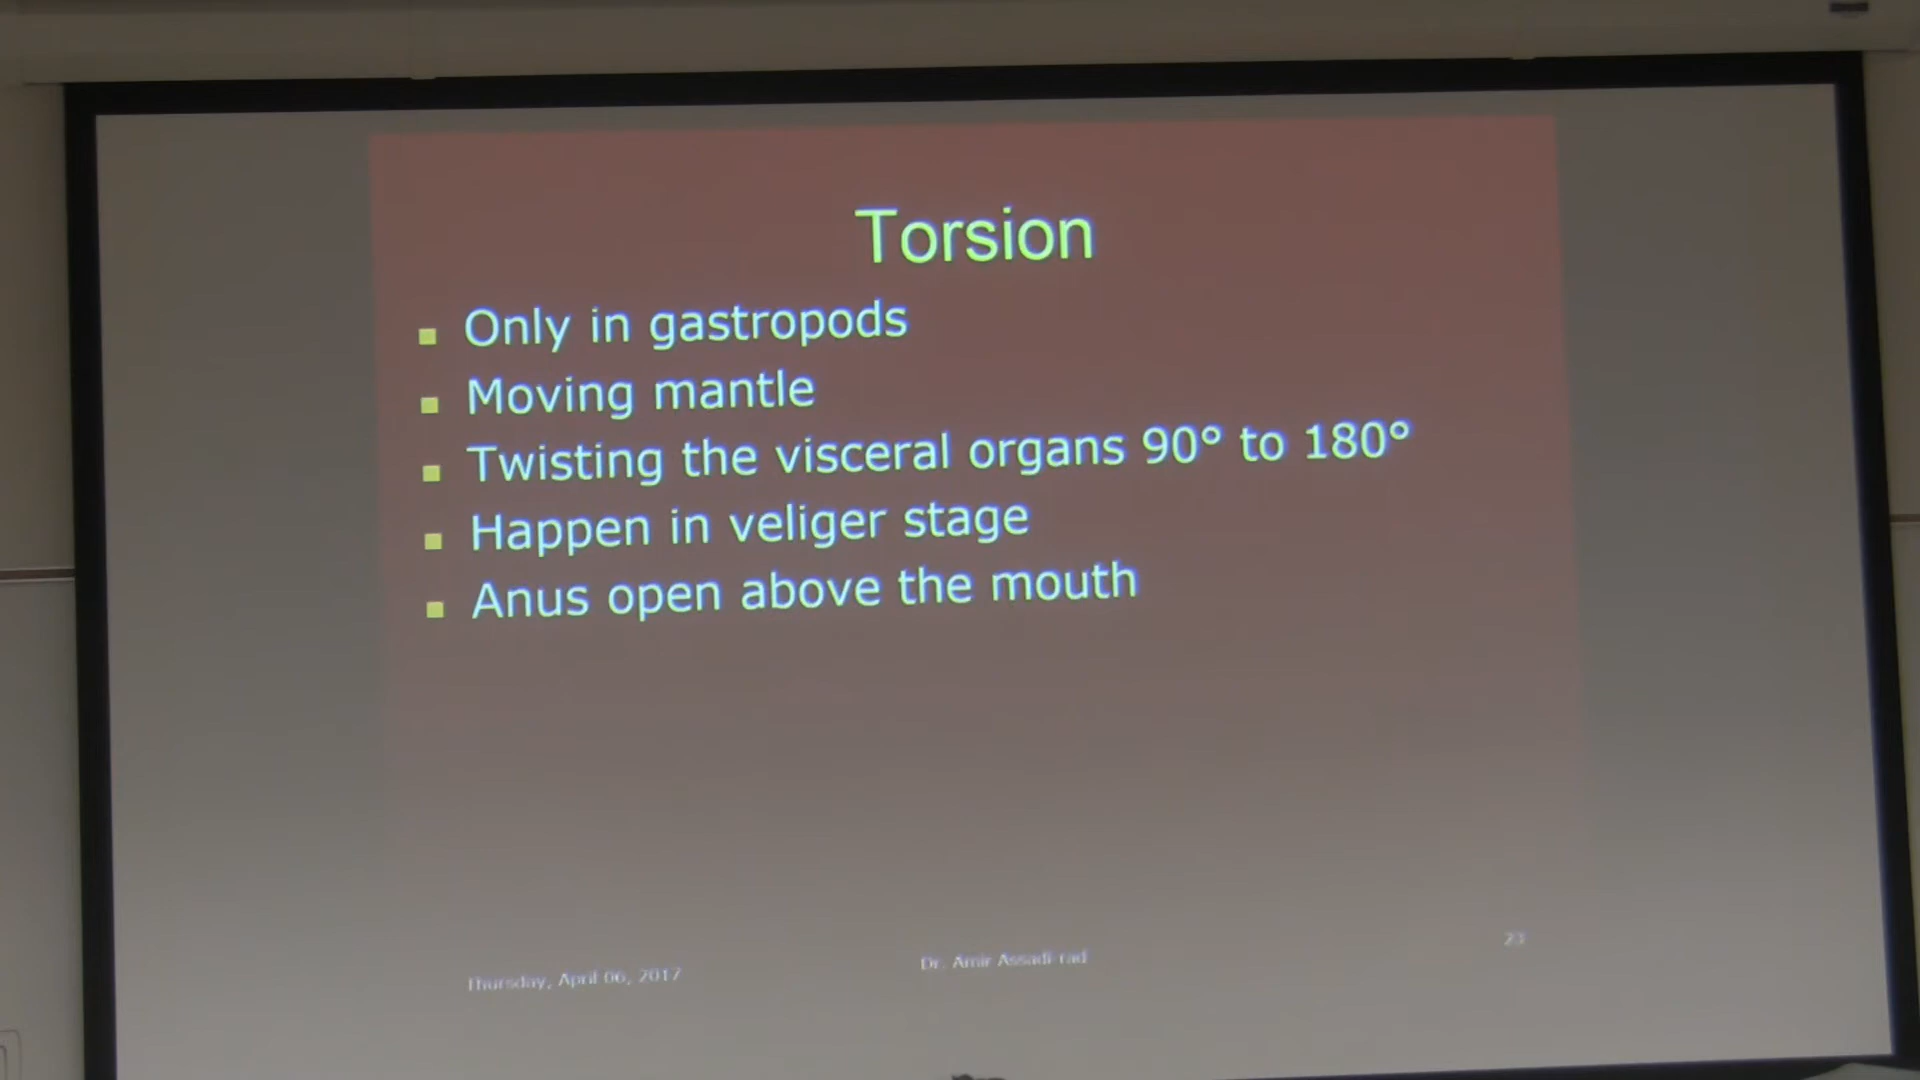 Torsion
Only in gastropods
Moving mantle
Twisting the visceral organs 90° to 180°
Happen in veliger stage
Anus open above the mouth
Thursday, April 06, 2017
Dr. Amir Assadi-rad
23